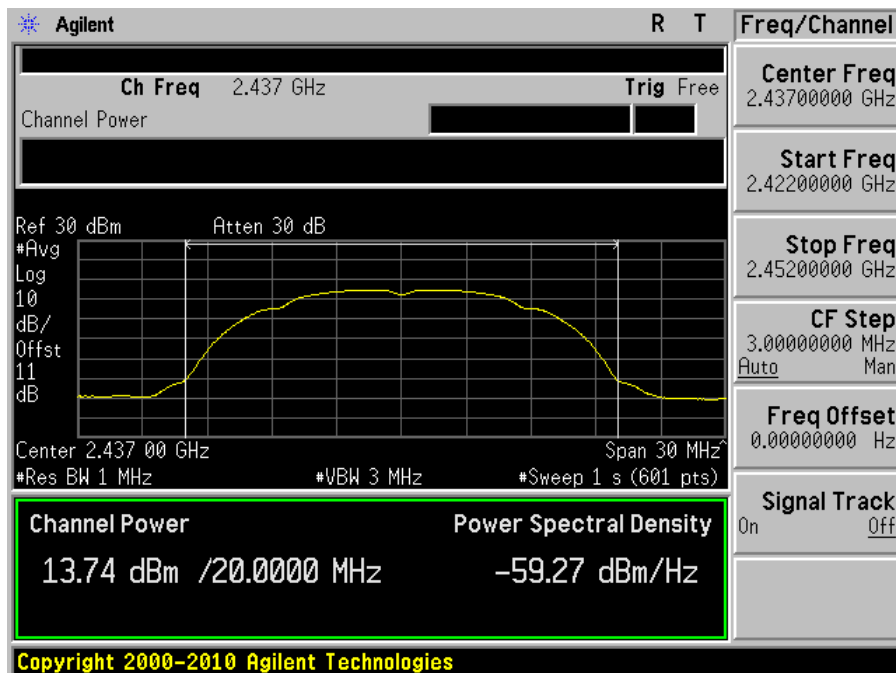 Agilent R T
Ch Freq 2.437 GHz Trig Free
Channel Power
Ref 30 dBm Atten 30 dB
#Avg
Log
10
dB/
Offst
11
dB
Center 2.437 00 GHz Span 30 MHz^
#Res BW 1 MHz #VBW 3 MHz #Sweep 1 s (601 pts)
Channel Power Power Spectral Density
13.74 dBm /20.0000 MHz -59.27 dBm/Hz
Copyright 2000-2010 Agilent Technologies
Freq/Channel
Center Freq
2.43700000 GHz
Start Freq
2.42200000 GHz
Stop Freq
2.45200000 GHz
CF Step
3.00000000 MHz
Auto Man
Freq Offset
0.00000000 Hz
Signal Track
On Off